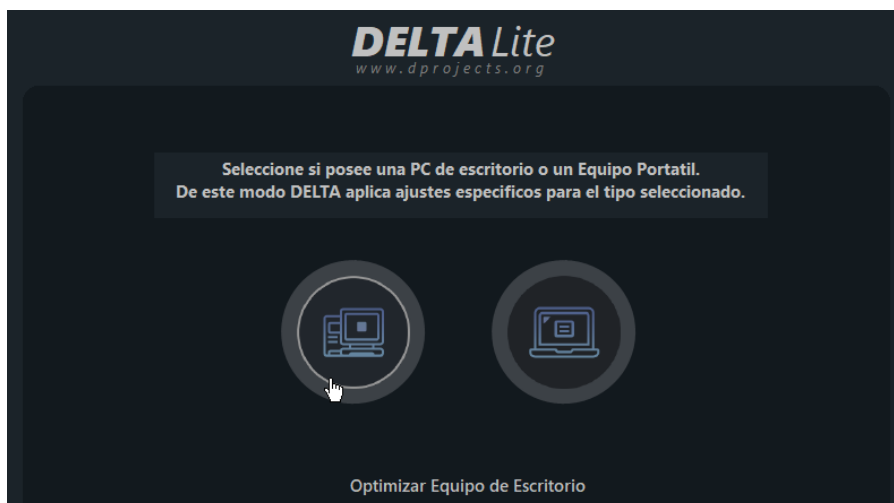 DELTA Lite
www.dprojects.org
Seleccione si posee una PC de escritorio o un Equipo Portatil.
De este modo DELTA aplica ajustes especificos para el tipo seleccionado.
Optimizar Equipo de Escritorio